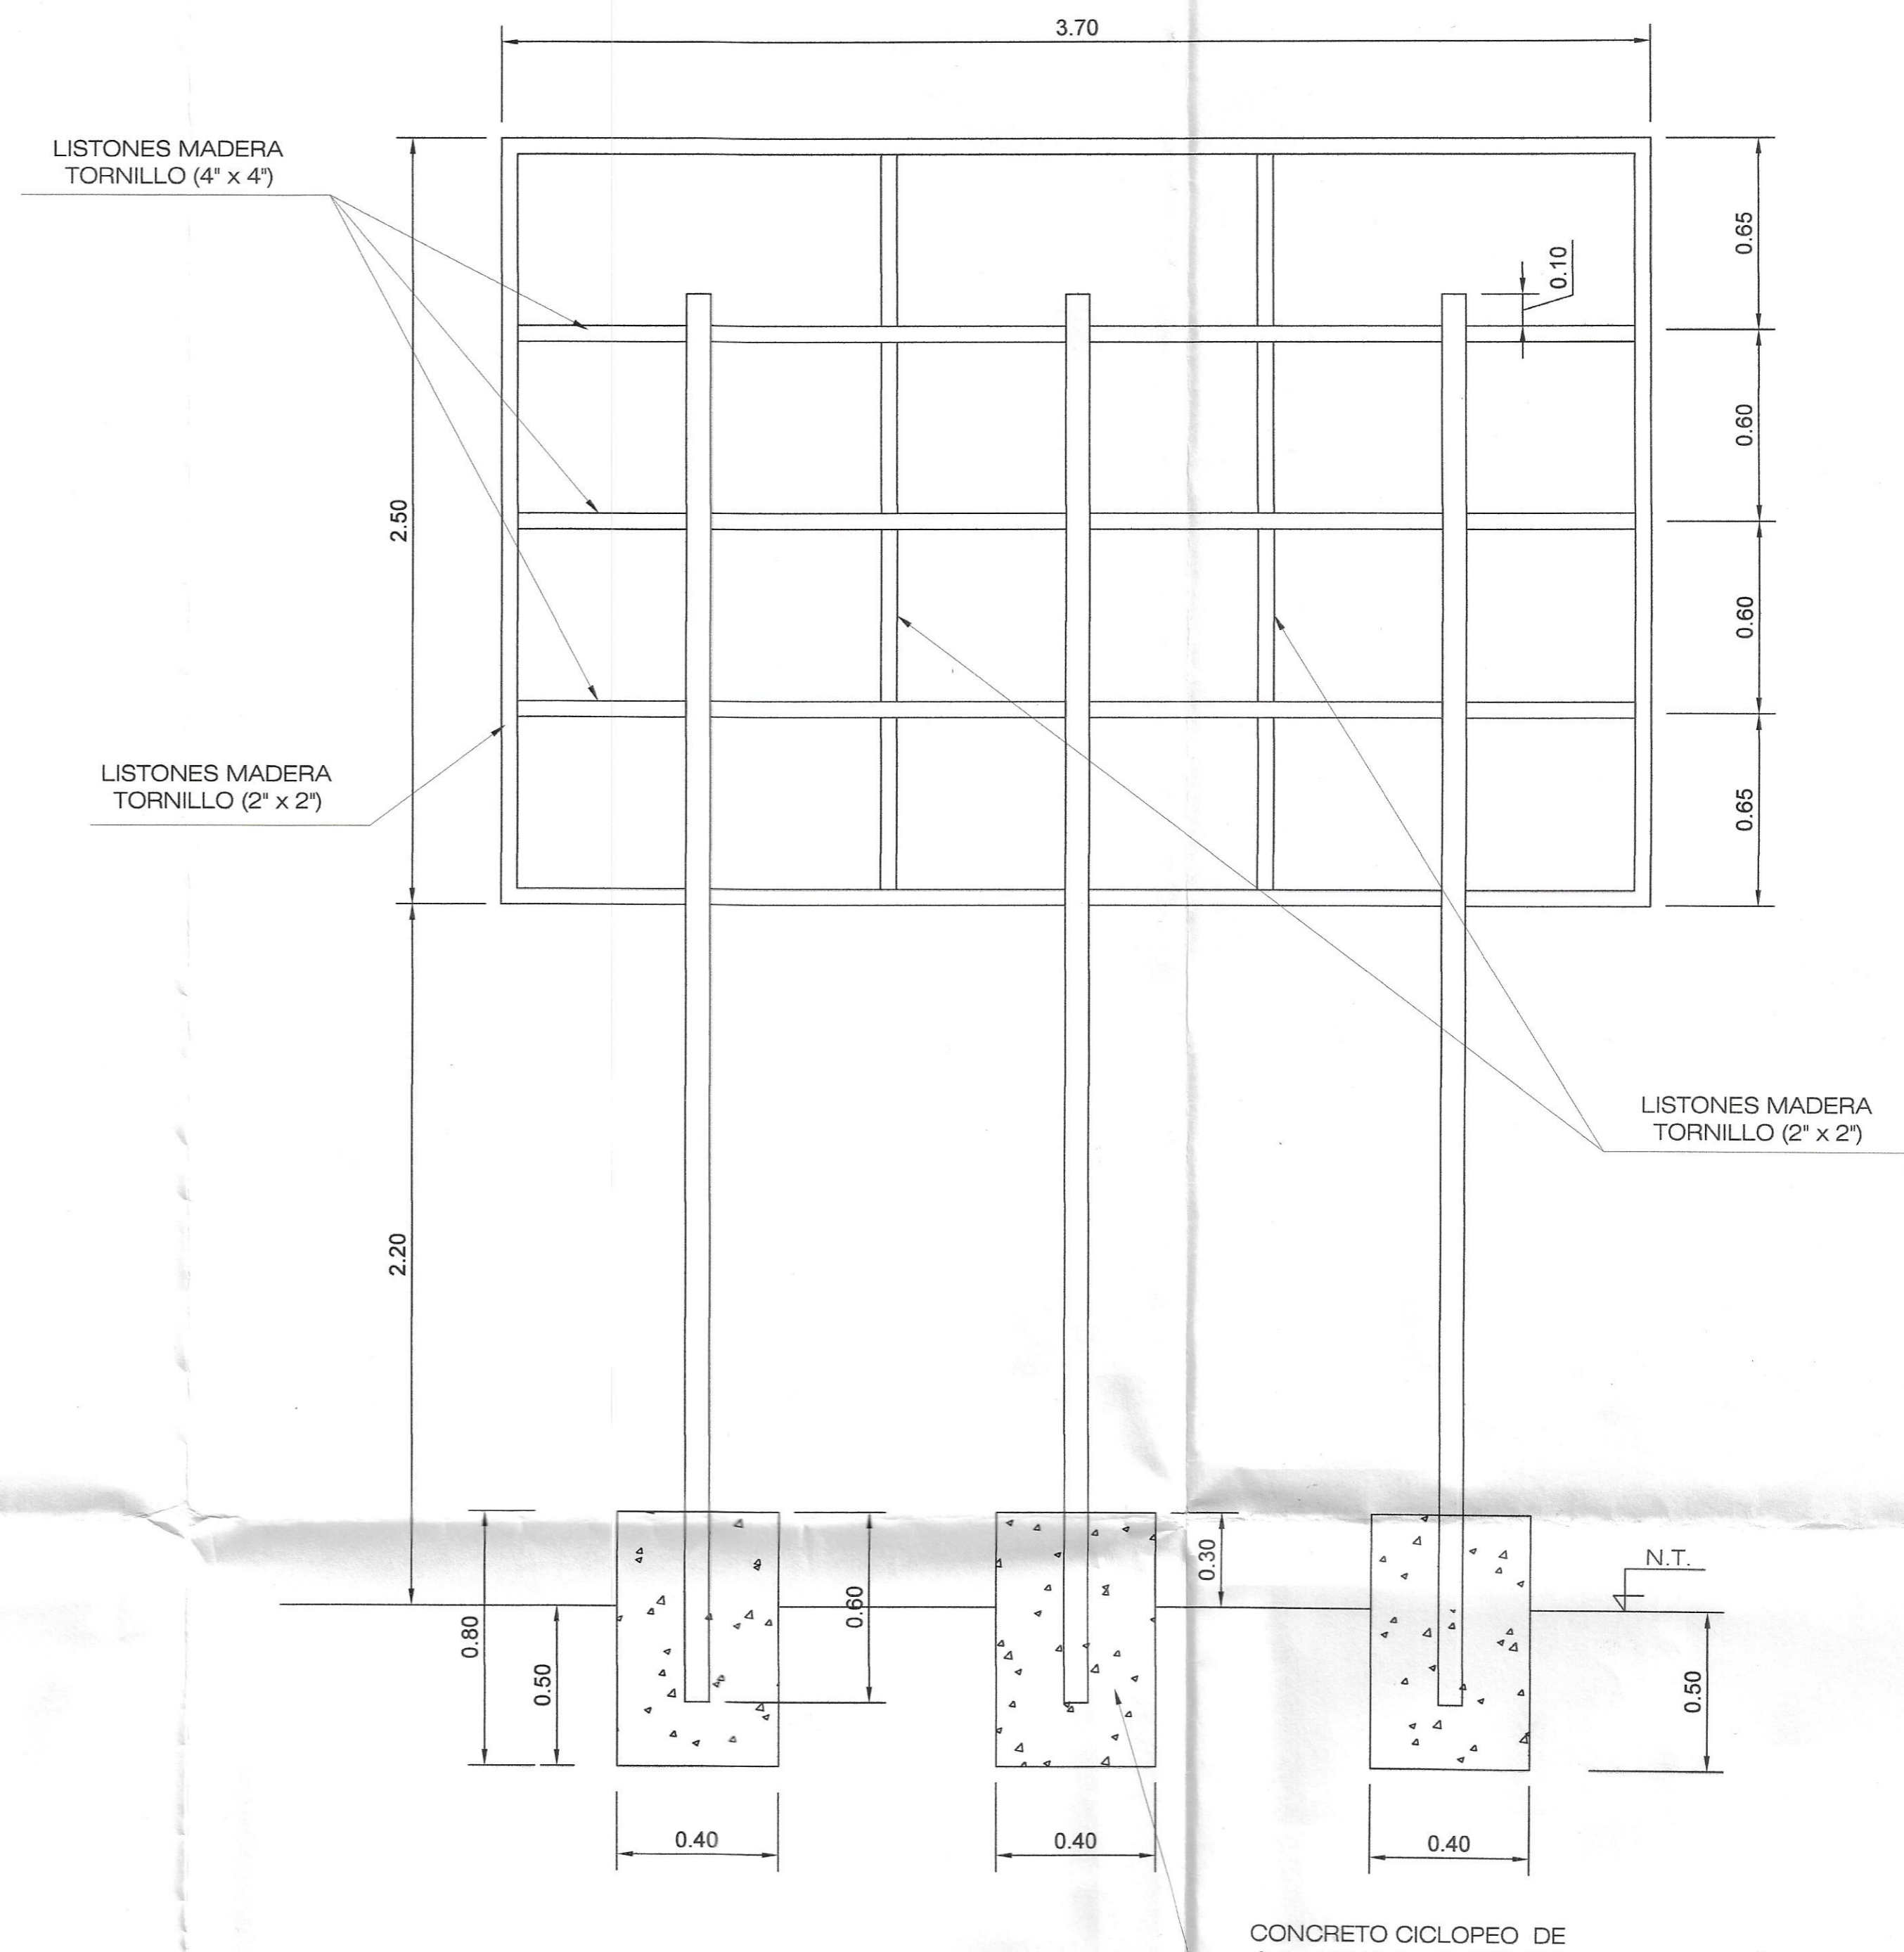 3.70
LISTONES MADERA
TORNILLO (4" x 4")
0.65
0.10
0.60
2.50
0.60
LISTONES MADERA
TORNILLO (2" x 2")
0.65
LISTONES MADERA
TORNILLO (2" x 2")
2.20
0.30
N.T.
0.60
0.80
0.50
0.50
0.40
0.40
0.40
CONCRETO CICLOPEO DE